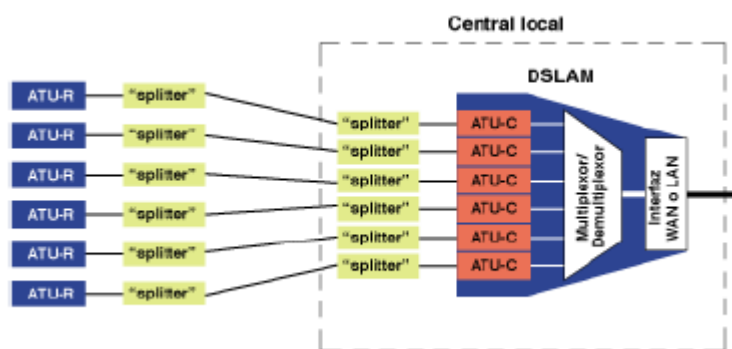 Central local
DSLAM
ATU-R "splitter"
ATU-R "splitter"
ATU-R "splitter"
ATU-R "splitter"
ATU-R "splitter"
ATU-R "splitter"
"splitter" ATU-C
"splitter" ATU-C
"splitter" ATU-C
"splitter" ATU-C
"splitter" ATU-C
"splitter" ATU-C
Multiplexor/
Demultiplexor
Interfaz
WAN o LAN